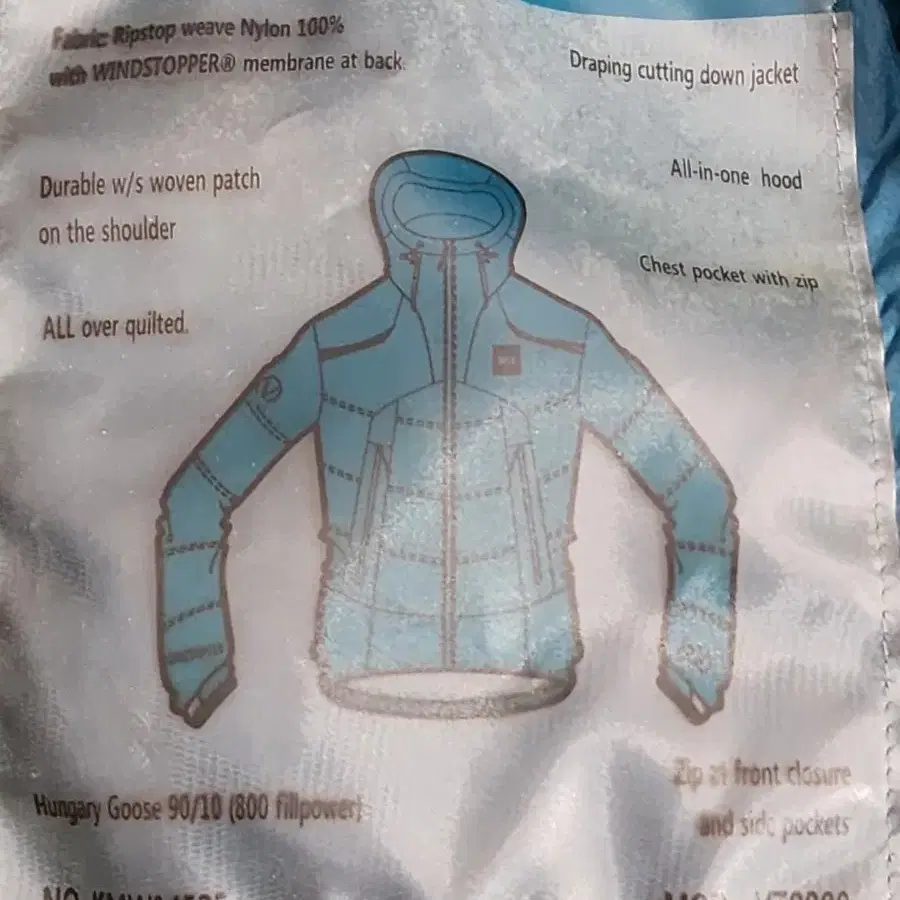 Fabric: Ripstop weave Nylon 100%
with WINDSTOPPER® membrane at back.
Draping cutting down jacket
Durable w/s woven patch
on the shoulder
All-in-one hood
Chest pocket with zip
ALL over quilted.
Zip at front closure
and side pockets
Hungary Goose 90/10 (800 fillpower)
NO